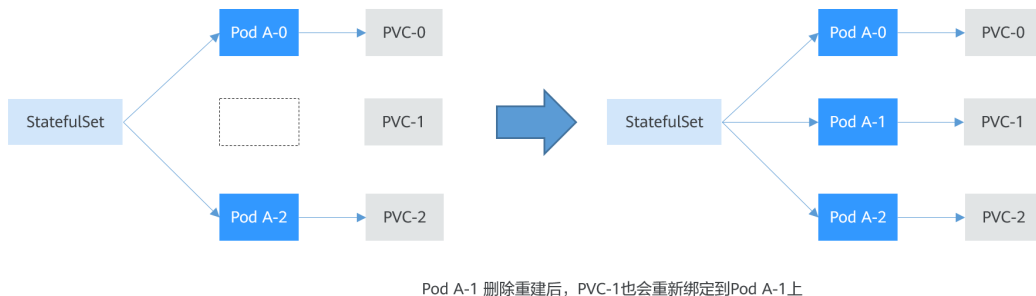 Pod A-0
PVC-0
StatefulSet
PVC-1
Pod A-2
PVC-2
Pod A-0
PVC-0
StatefulSet
Pod A-1
PVC-1
Pod A-2
PVC-2
Pod A-1 删除重建后，PVC-1也会重新绑定到Pod A-1上